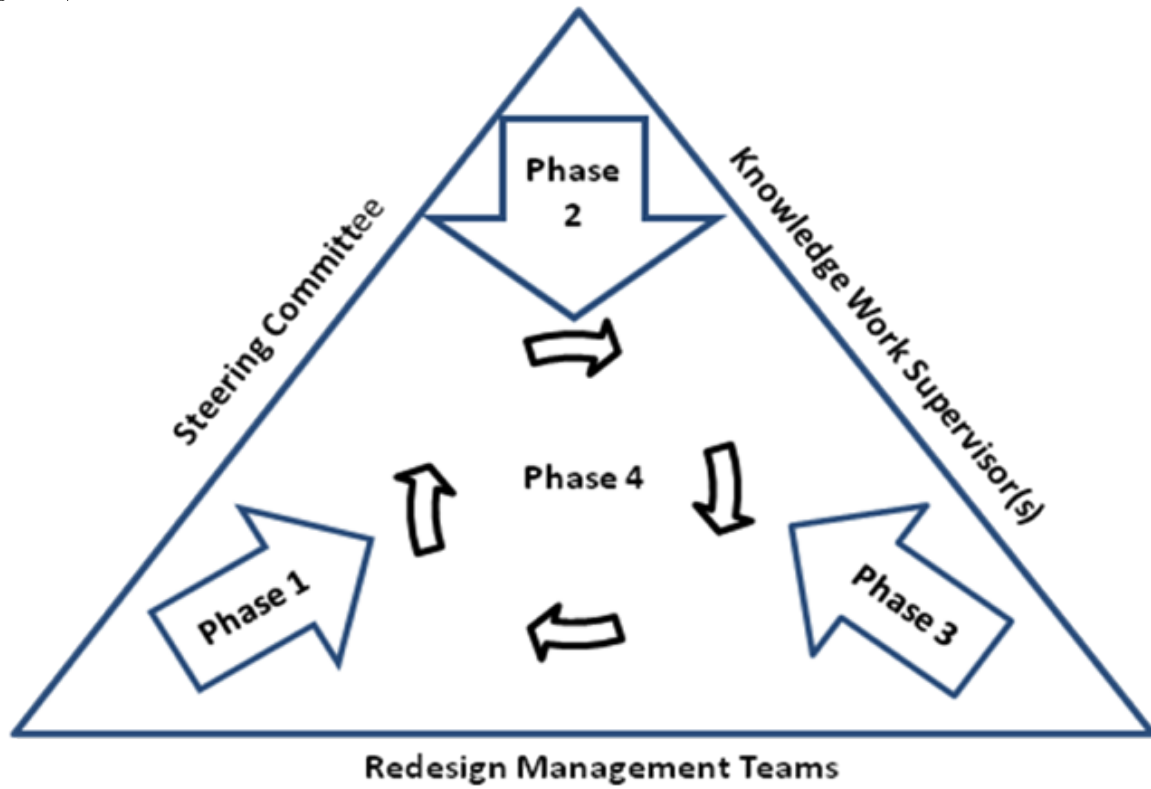 Phase
2
Steering Committee
Knowledge Work Supervisor(s)
Phase 4
Phase 1
Phase 3
Redesign Management Teams